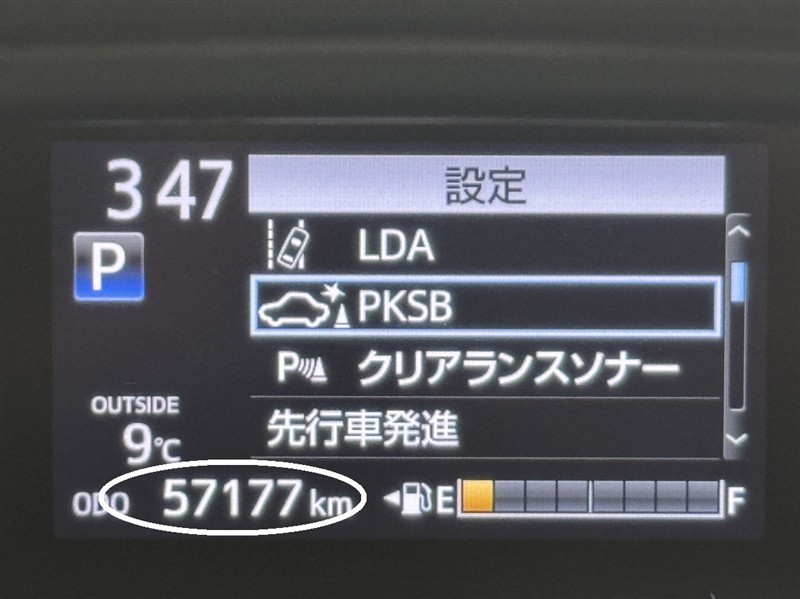 3 47
設定
P
LDA
PKSB
P クリアランスソナー
先行車発進
OUTSIDE
9℃
ODO 57177 km
E F